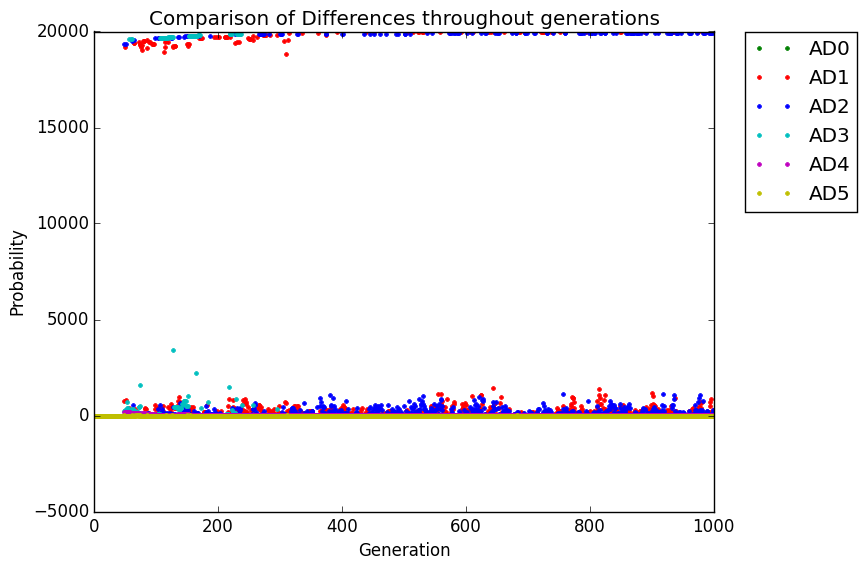 Comparison of Differences throughout generations
20000
15000
10000
5000
0
−5000
Probability
0 200 400 600 800 1000
Generation
AD0
AD1
AD2
AD3
AD4
AD5